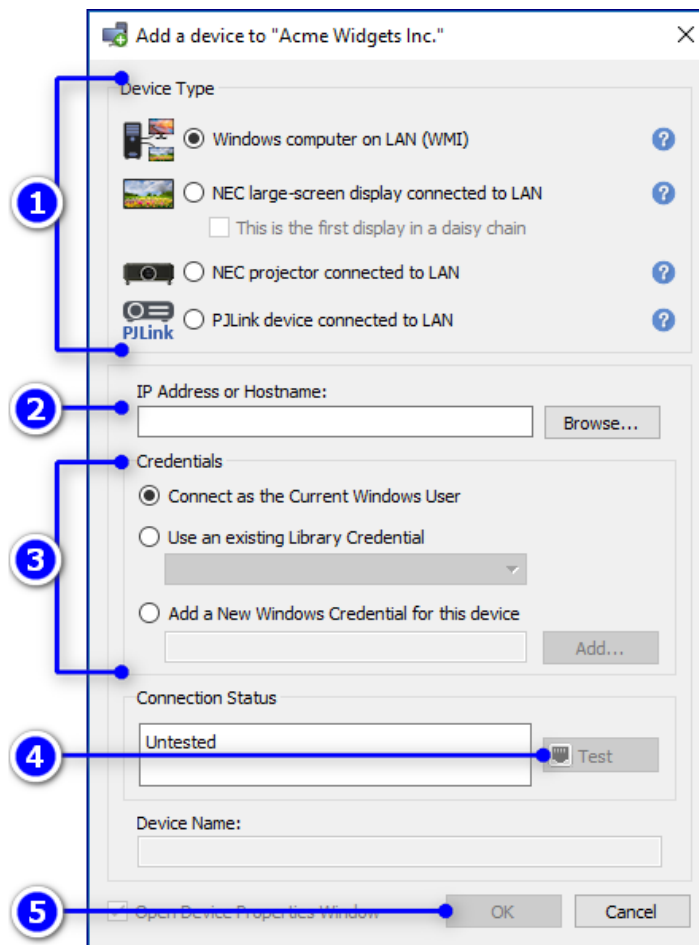 Add a device to "Acme Widgets Inc."
Device Type
1
Windows computer on LAN (WMI)
?
NEC large-screen display connected to LAN
?
This is the first display in a daisy chain
NEC projector connected to LAN
?
PJLink
PJLink device connected to LAN
?
2
IP Address or Hostname:
Browse...
3
Credentials
Connect as the Current Windows User
Use an existing Library Credential
Add a New Windows Credential for this device
Add...
Connection Status
4
Untested
Test
Device Name:
5
Open Device Properties Window
OK
Cancel